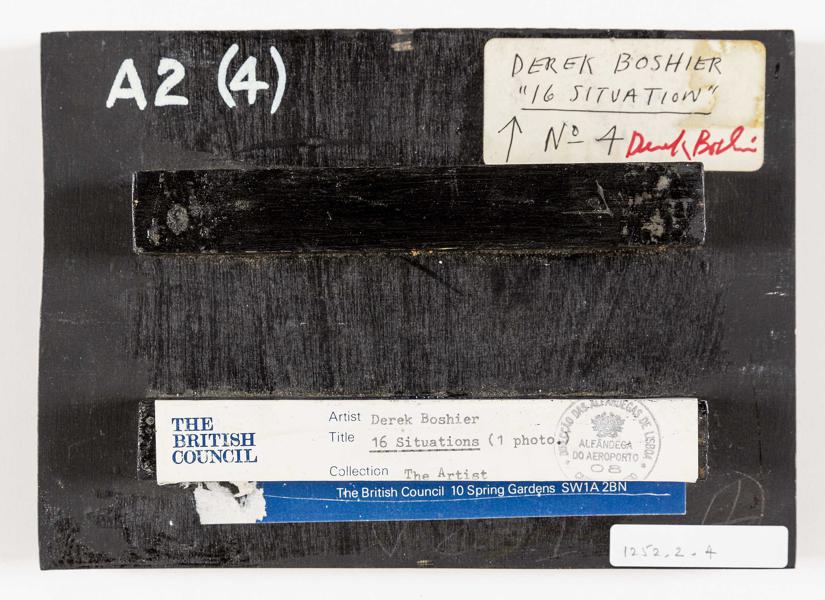 A2 (4)
DEREK BOSHIER
"16 SITUATION"
↑ Nº 4 Derek Boshier
THE
BRITISH
COUNCIL
Artist Derek Boshier
Title 16 Situations (1 photo.
Collection The Artist
DIREÇÃO DAS ALFÂNDEGAS DE LISBOA
ALFÂNDEGA
DO AEROPORTO
08
The British Council 10 Spring Gardens SW1A 2BN
1252.2.4